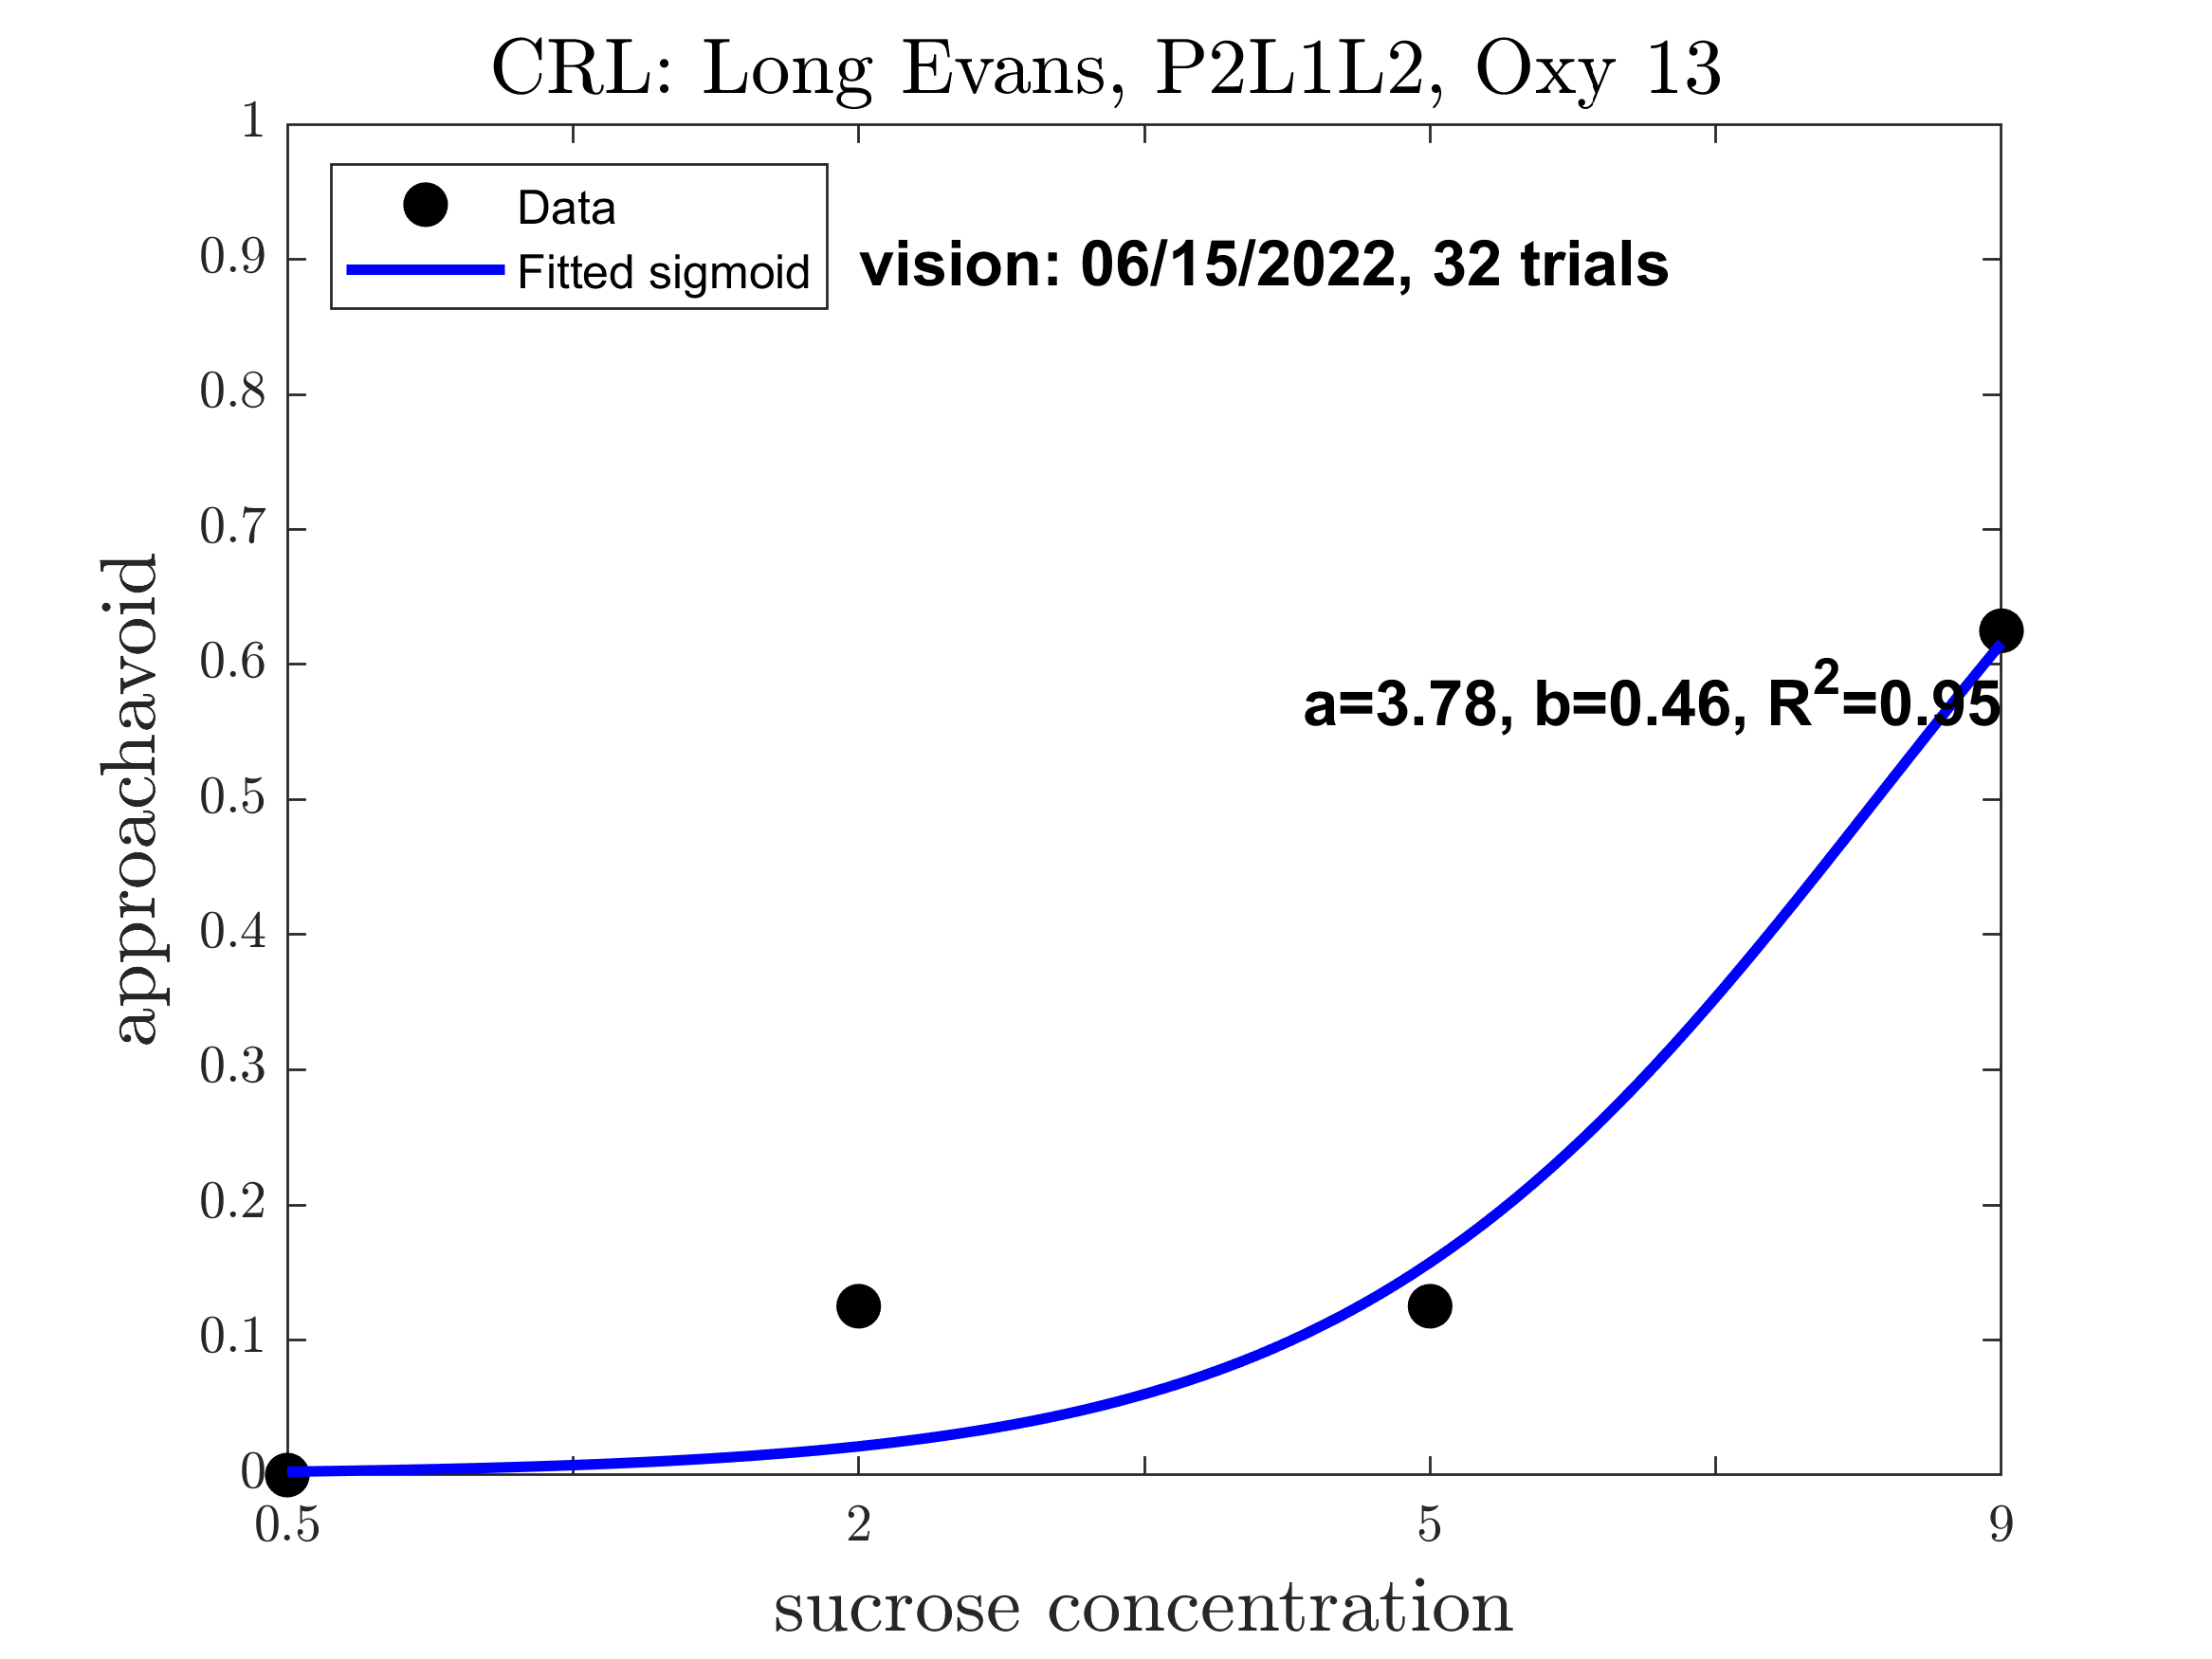 CRL: Long Evans, P2L1L2, Oxy 13
1
Data
Fitted sigmoid
vision: 06/15/2022, 32 trials
0.9
0.8
0.7
0.6
a=3.78, b=0.46, R²=0.95
0.5
0.4
0.3
0.2
0.1
0
approachavoid
0.5 2 5 9
sucrose concentration